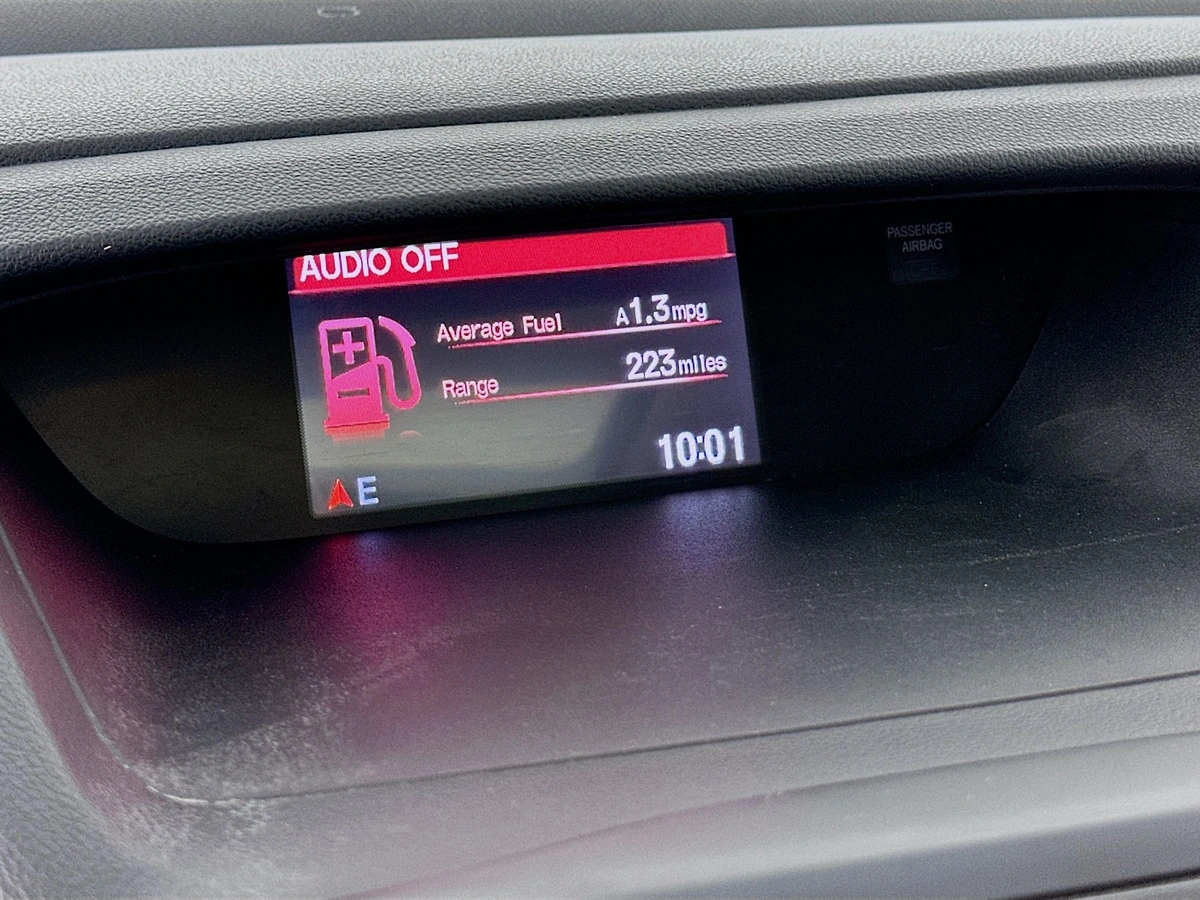 AUDIO OFF
Average Fuel A1.3mpg
Range 223miles
10:01
E
PASSENGER
AIRBAG